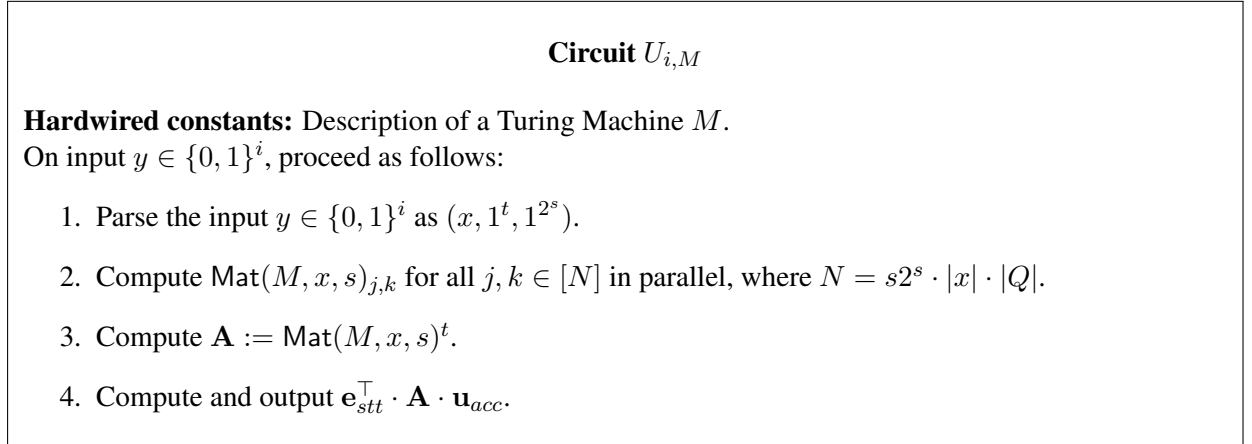 Circuit U_{i,M}
Hardwired constants: Description of a Turing Machine M.
On input y ∈ {0, 1}^i, proceed as follows:
1. Parse the input y ∈ {0, 1}^i as (x, 1^t, 1^{2^s}).
2. Compute Mat(M, x, s)_{j,k} for all j, k ∈ [N] in parallel, where N = s2^s · |x| · |Q|.
3. Compute A := Mat(M, x, s)^t.
4. Compute and output e_{stt}^⊤ · A · u_{acc}.